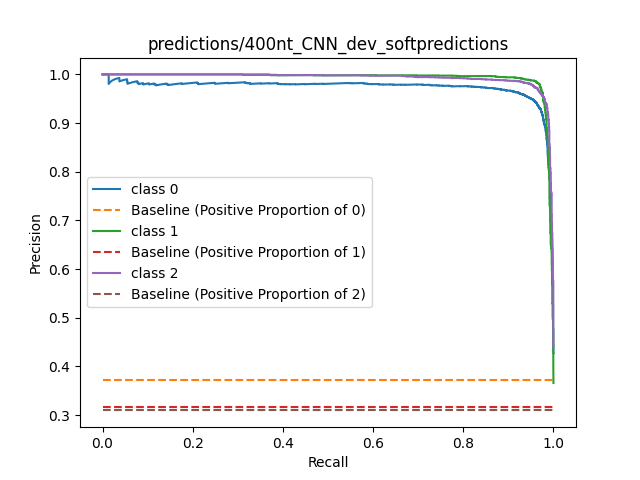 predictions/400nt_CNN_dev_softpredictions
1.0
0.9
0.8
0.7
0.6
0.5
0.4
0.3
Precision
class 0
Baseline (Positive Proportion of 0)
class 1
Baseline (Positive Proportion of 1)
class 2
Baseline (Positive Proportion of 2)
0.0 0.2 0.4 0.6 0.8 1.0
Recall